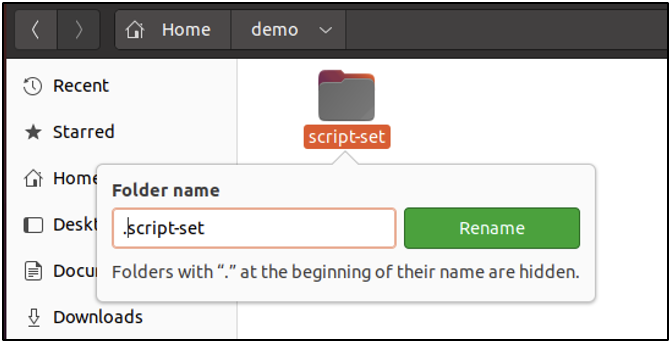 Home demo
Recent
Starred
Home
Deskt
Docum
Downloads
script-set
Folder name
.script-set Rename
Folders with “.” at the beginning of their name are hidden.